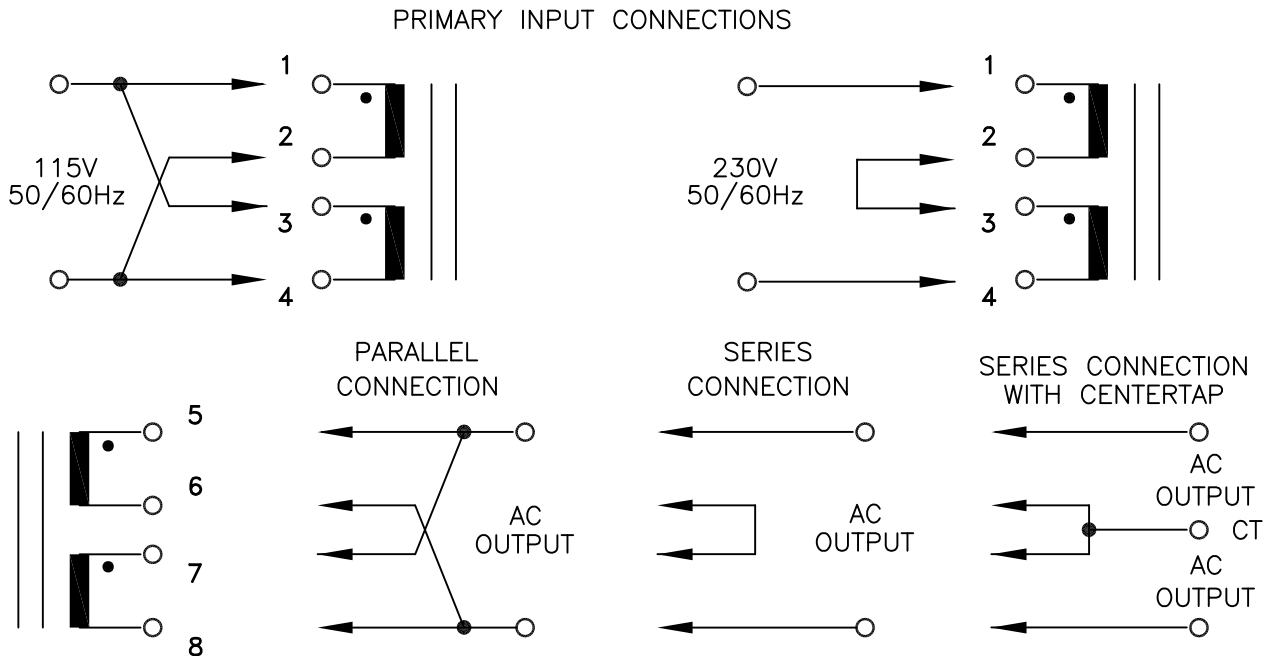 PRIMARY INPUT CONNECTIONS
1
2
115V
50/60Hz
3
4
1
2
230V
50/60Hz
3
4
PARALLEL
CONNECTION
SERIES
CONNECTION
SERIES CONNECTION
WITH CENTERTAP
5
6
7
8
AC
OUTPUT
AC
OUTPUT
AC
OUTPUT
CT
AC
OUTPUT